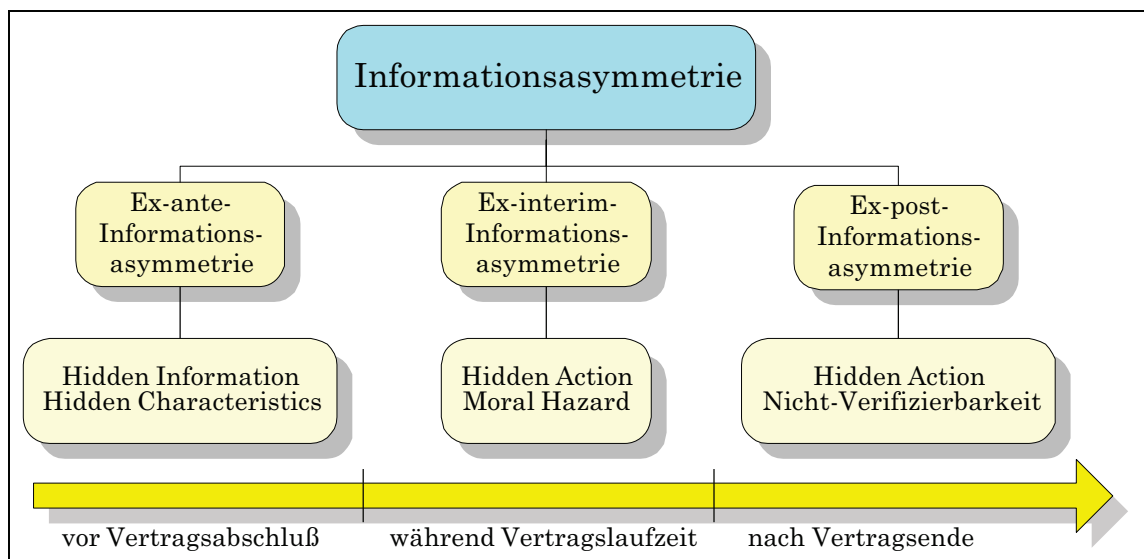 Informationsasymmetrie
Ex-ante-
Informations-
asymmetrie
Ex-interim-
Informations-
asymmetrie
Ex-post-
Informations-
asymmetrie
Hidden Information
Hidden Characteristics
Hidden Action
Moral Hazard
Hidden Action
Nicht-Verifizierbarkeit
vor Vertragsabschluß
während Vertragslaufzeit
nach Vertragsende